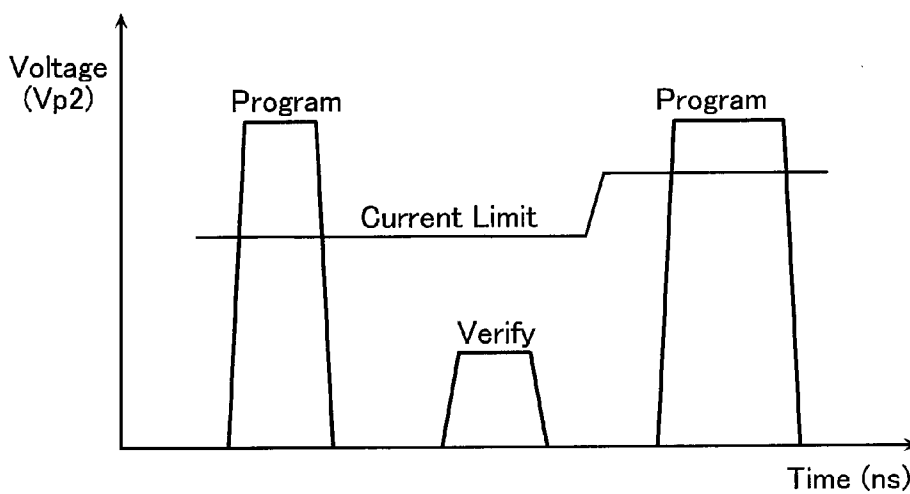 Voltage
(Vp2)
Program
Program
Current Limit
Verify
Time (ns)